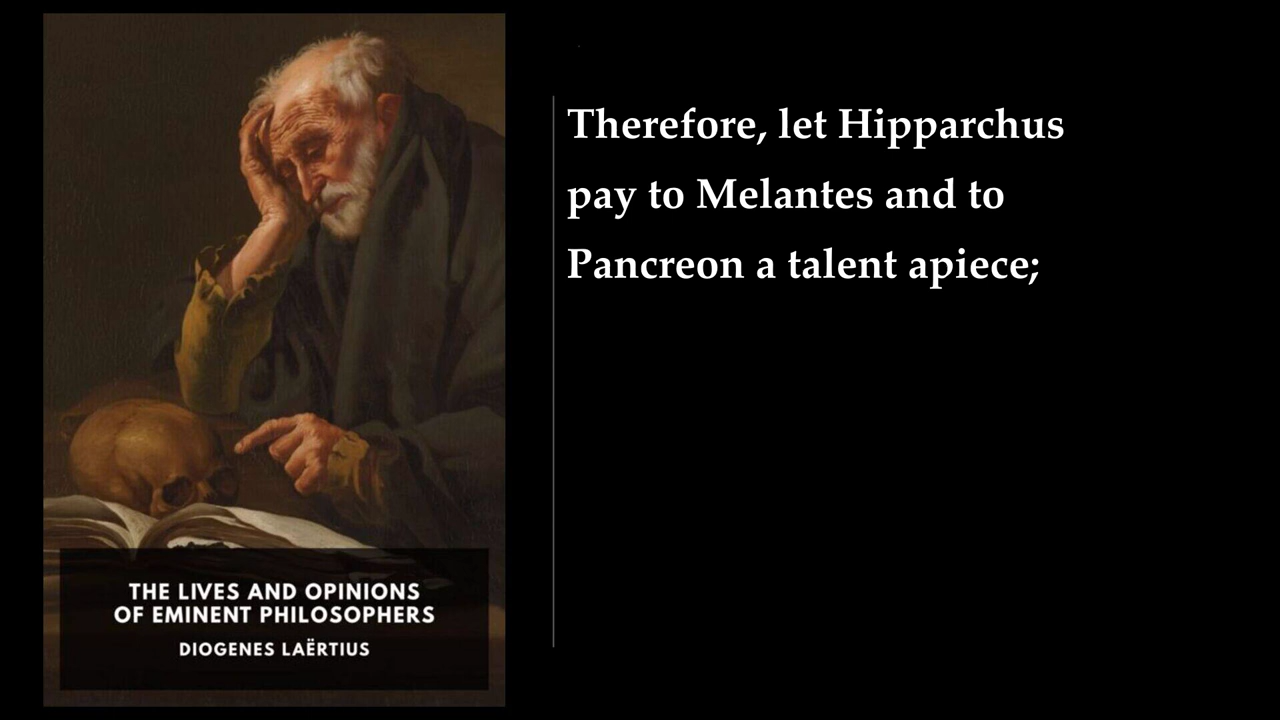 THE LIVES AND OPINIONS
OF EMINENT PHILOSOPHERS
DIOGENES LAËRTIUS
Therefore, let Hipparchus
pay to Melantes and to
Pancreon a talent apiece;